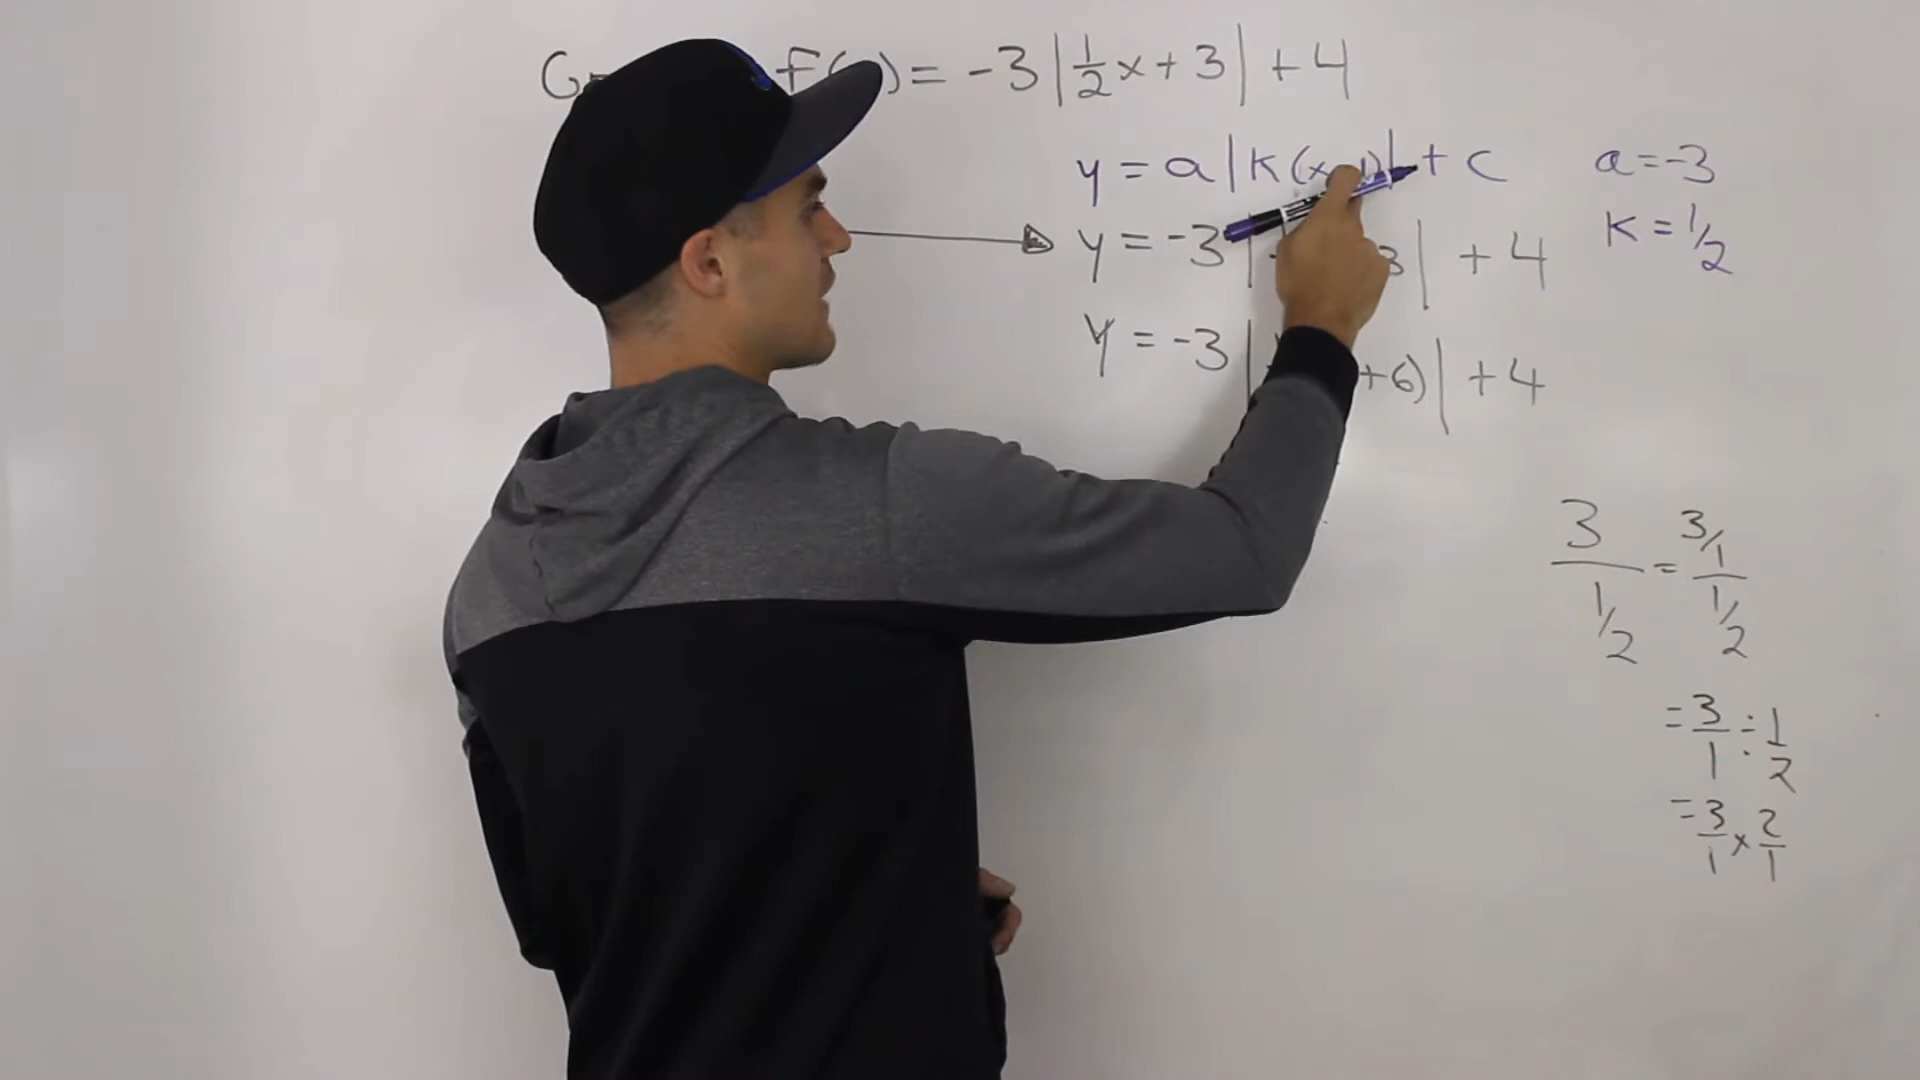 f( ) = -3|1/2 x + 3| + 4
y = a|k(x )| + c
a = -3
y = -3| 3| + 4
k = 1/2
y = -3| +6)| + 4
3/(1/2) = (3/1)/(1/2)
= 3/1 ÷ 1/2
= 3/1 x 2/1